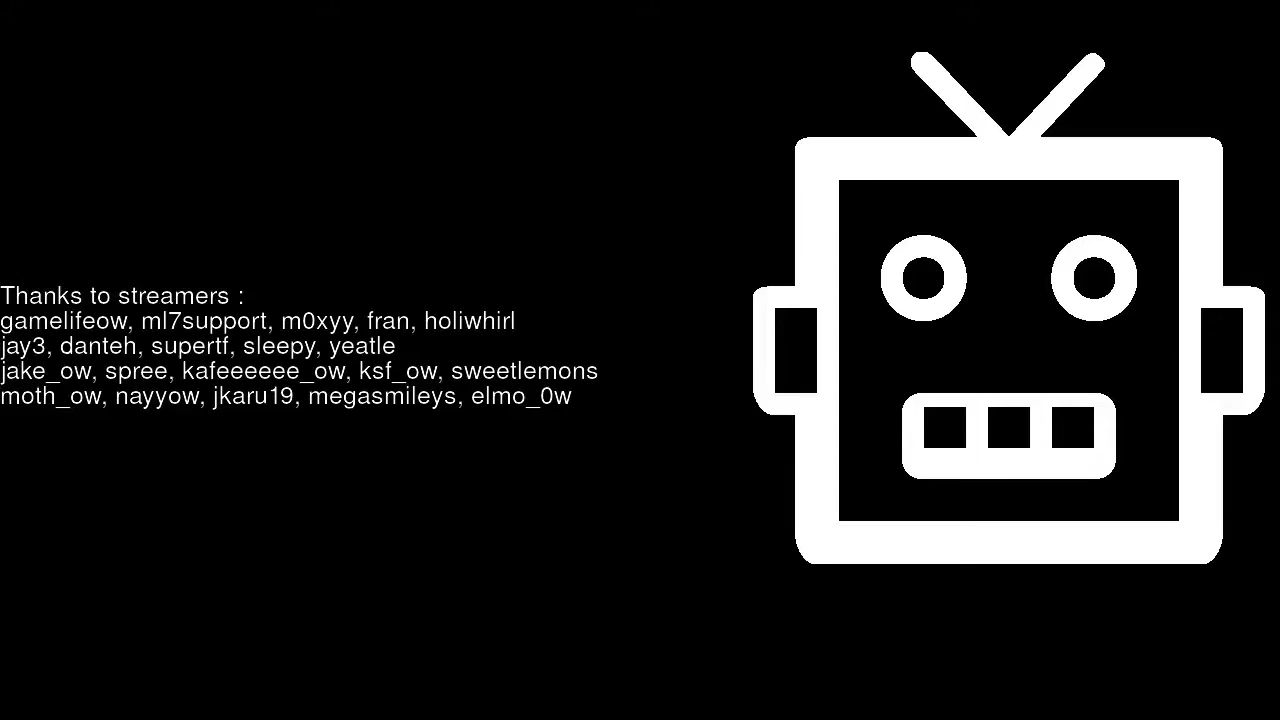 Thanks to streamers :
gamelifeow, ml7support, m0xyy, fran, holiwhirl
jay3, danteh, supertf, sleepy, yeatle
jake_ow, spree, kafeeeeee_ow, ksf_ow, sweetlemons
moth_ow, nayyow, jkaru19, megasmileys, elmo_0w